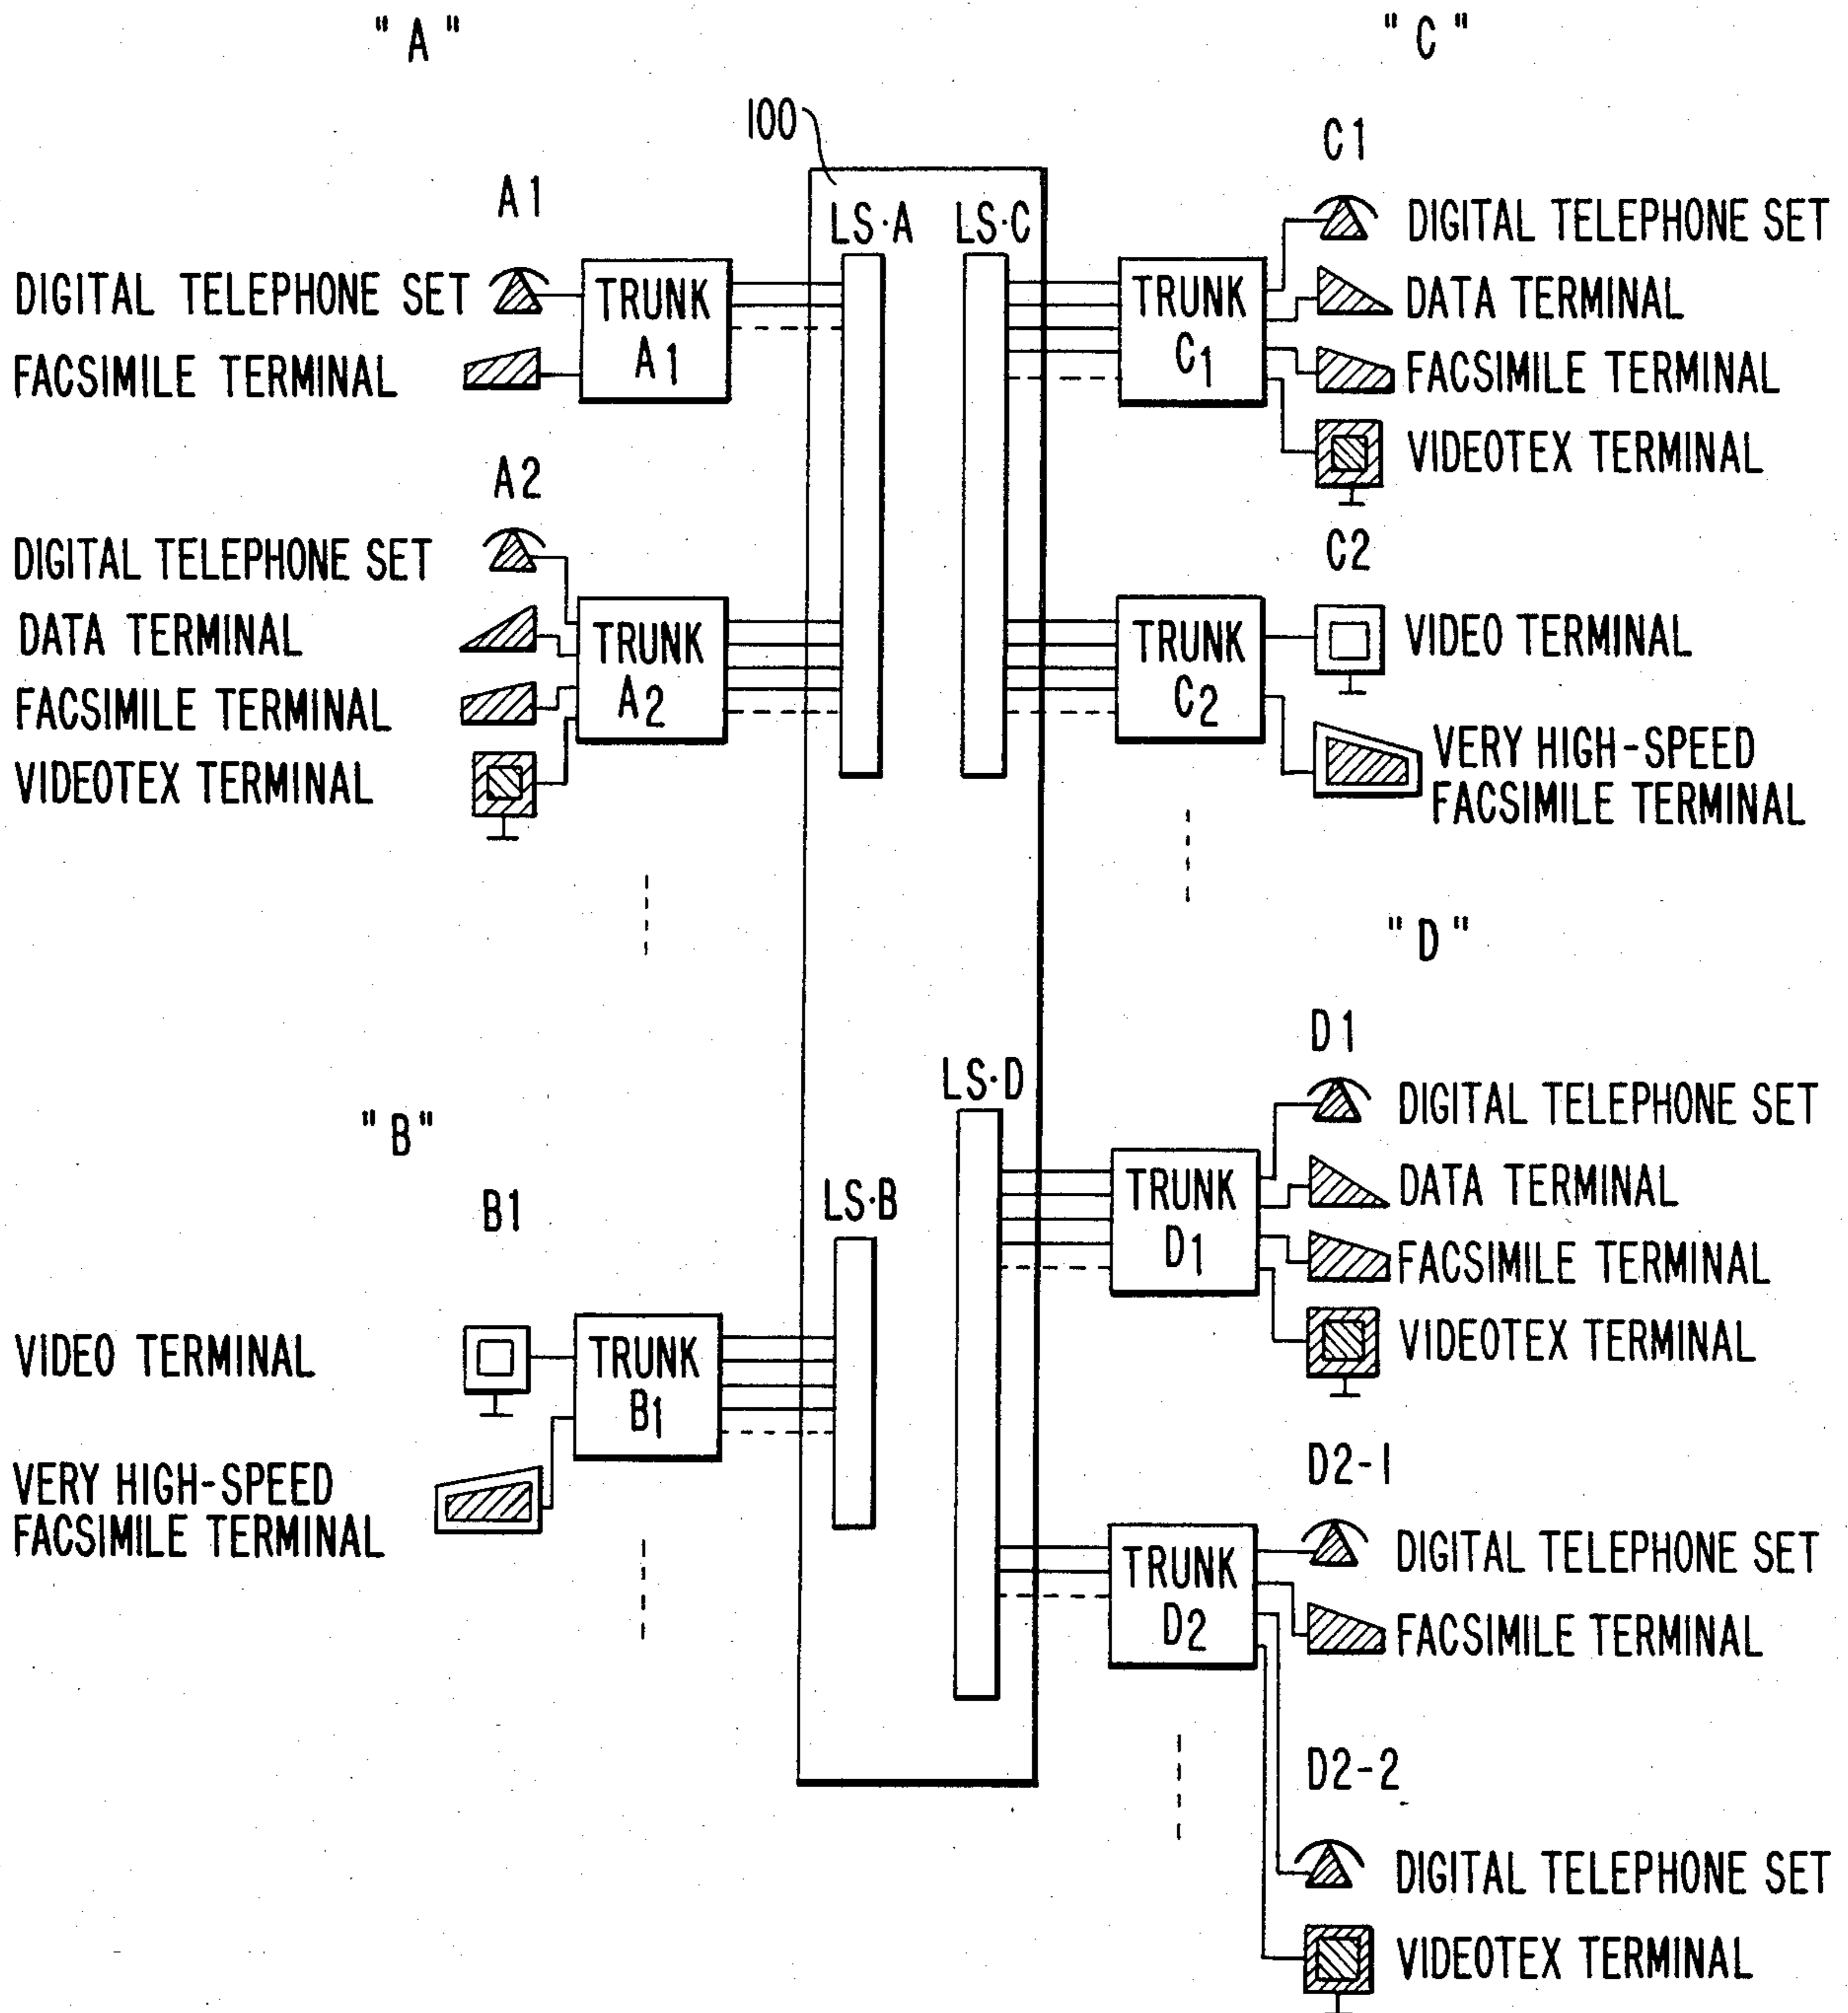 " A "
A1
DIGITAL TELEPHONE SET
FACSIMILE TERMINAL
TRUNK
A1
A2
DIGITAL TELEPHONE SET
DATA TERMINAL
FACSIMILE TERMINAL
VIDEOTEX TERMINAL
TRUNK
A2
"B"
B1
VIDEO TERMINAL
VERY HIGH-SPEED
FACSIMILE TERMINAL
TRUNK
B1
100
LS·A
LS·C
LS·B
LS·D
" C "
C1
TRUNK
C1
DIGITAL TELEPHONE SET
DATA TERMINAL
FACSIMILE TERMINAL
VIDEOTEX TERMINAL
C2
TRUNK
C2
VIDEO TERMINAL
VERY HIGH-SPEED
FACSIMILE TERMINAL
" D "
D1
TRUNK
D1
DIGITAL TELEPHONE SET
DATA TERMINAL
FACSIMILE TERMINAL
VIDEOTEX TERMINAL
D2-1
TRUNK
D2
DIGITAL TELEPHONE SET
FACSIMILE TERMINAL
D2-2
DIGITAL TELEPHONE SET
VIDEOTEX TERMINAL